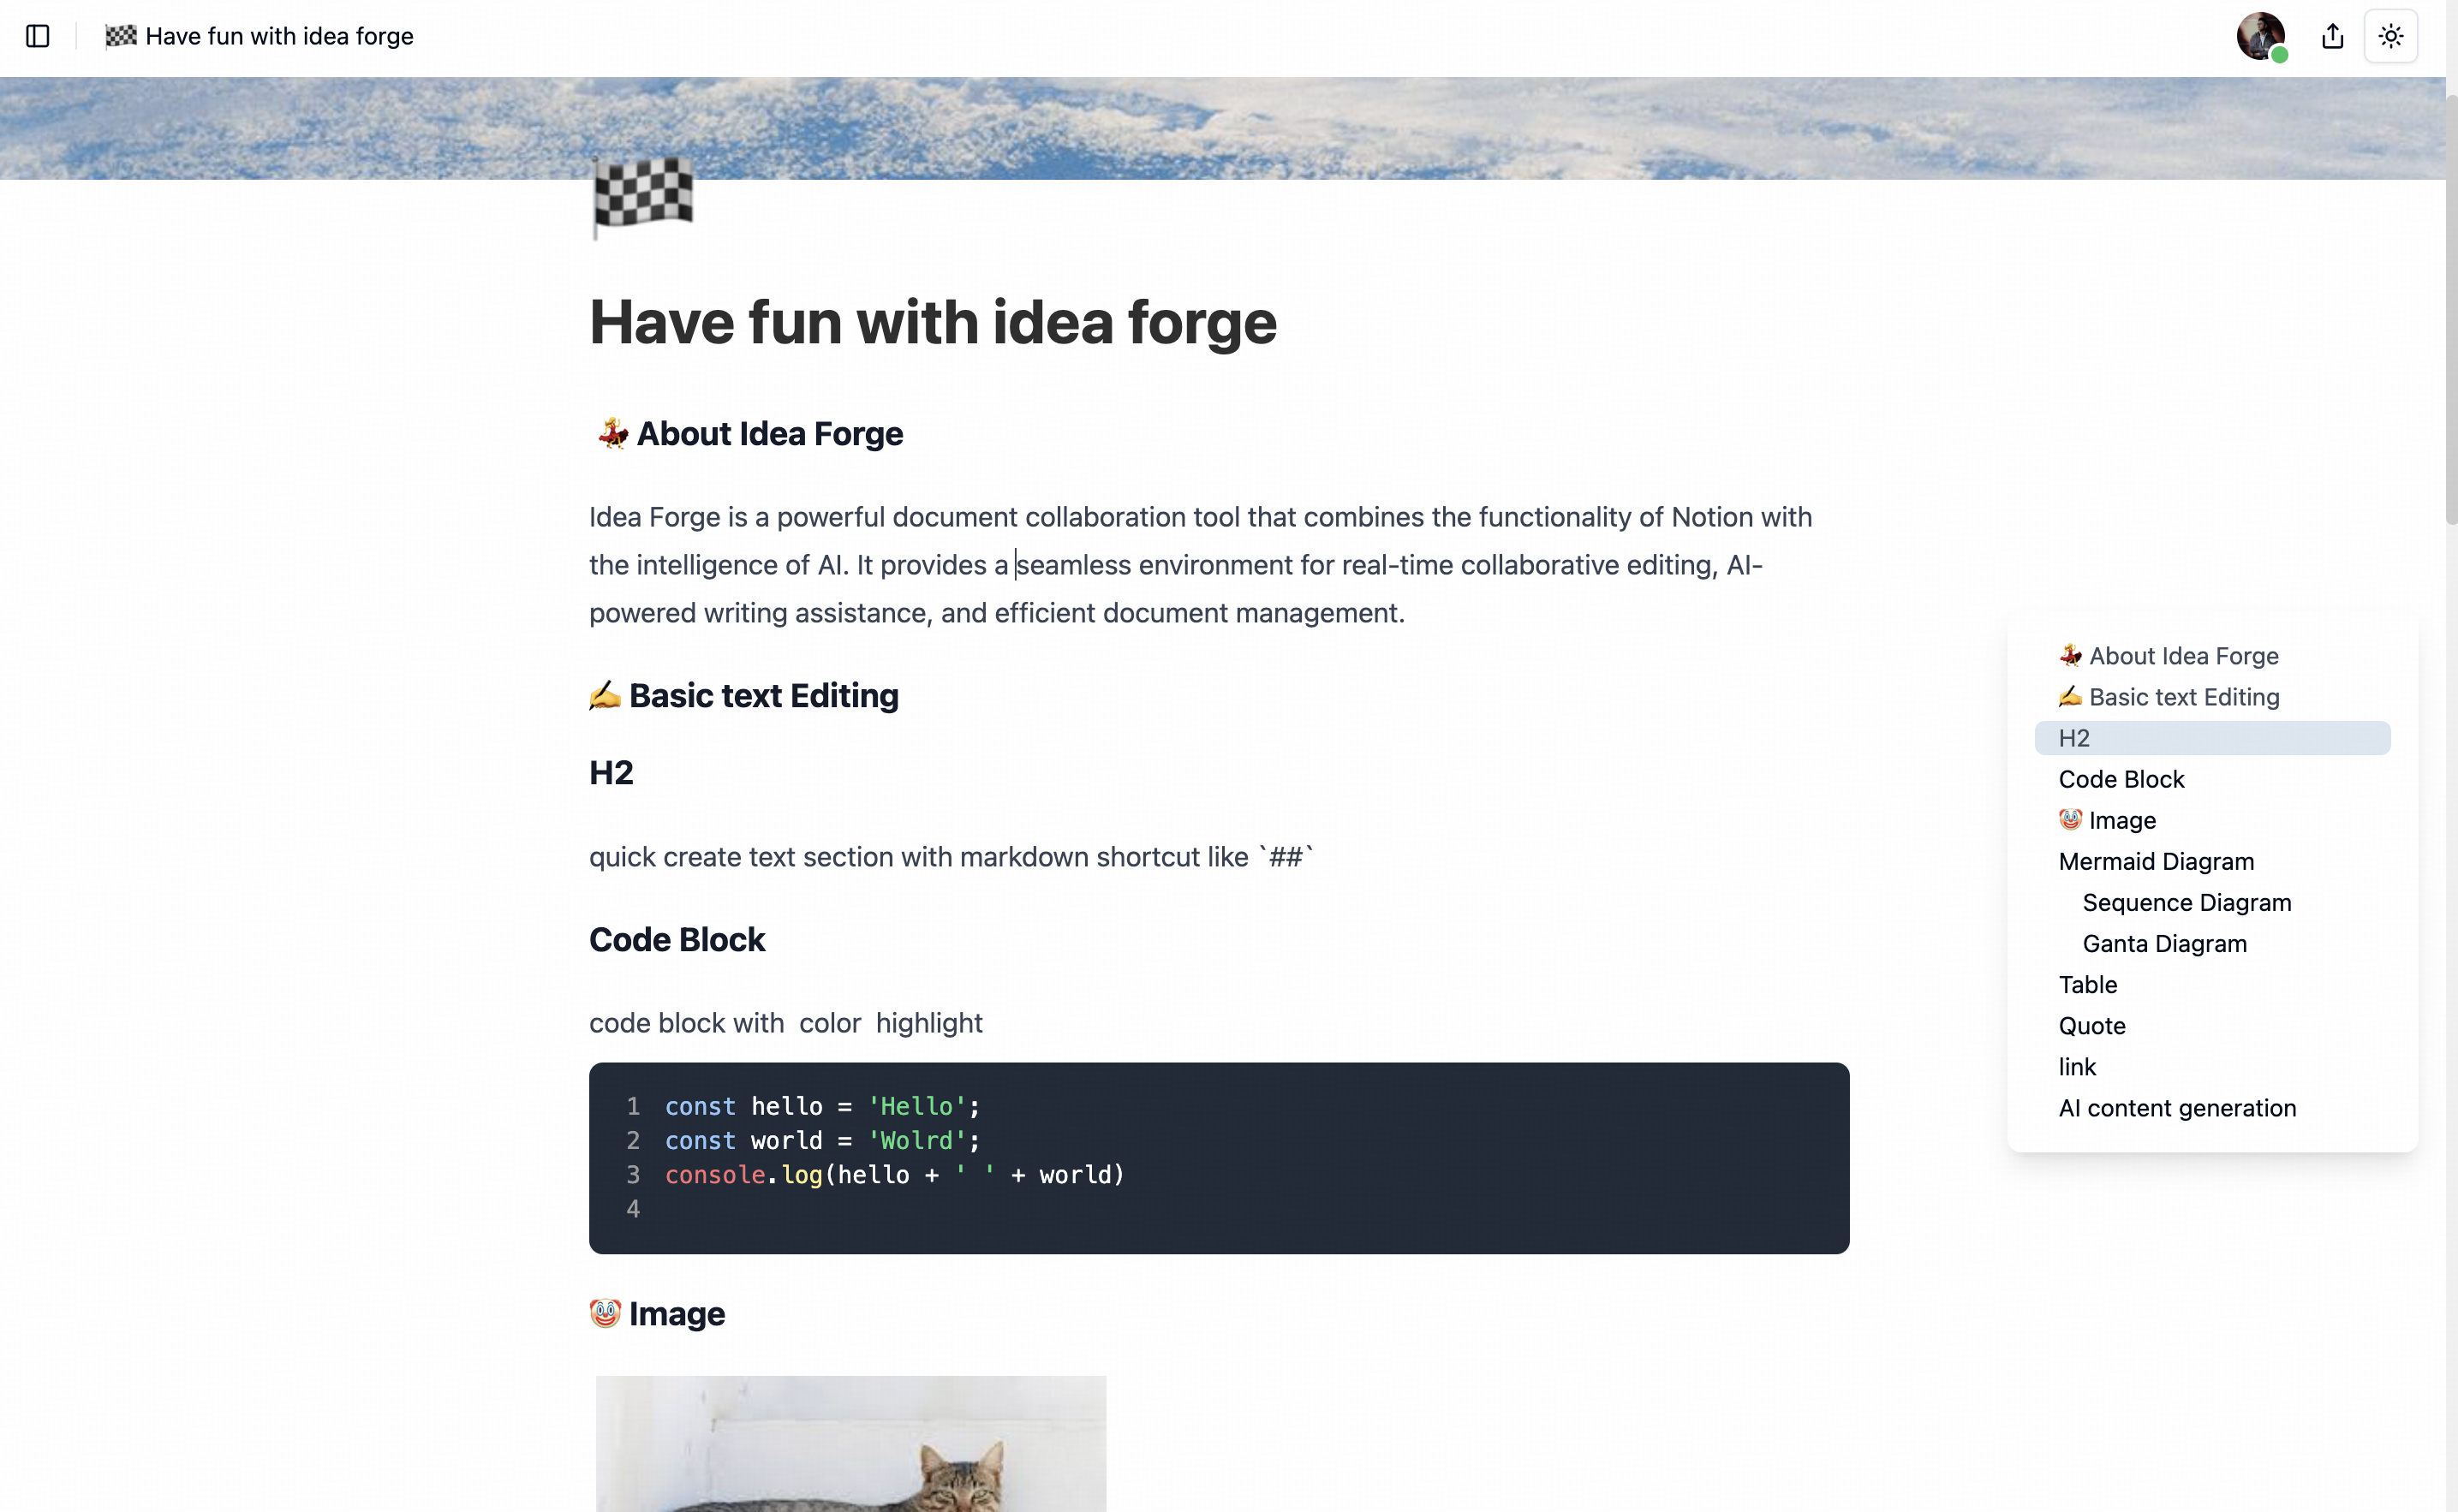 Have fun with idea forge
Have fun with idea forge
💃 About Idea Forge
Idea Forge is a powerful document collaboration tool that combines the functionality of Notion with
the intelligence of AI. It provides a seamless environment for real-time collaborative editing, AI-
powered writing assistance, and efficient document management.
✍️ Basic text Editing
H2
quick create text section with markdown shortcut like `##`
Code Block
code block with  color  highlight
1 const hello = 'Hello';
2 const world = 'Wolrd';
3 console.log(hello + ' ' + world)
4
🤡 Image
💃 About Idea Forge
✍️ Basic text Editing
H2
Code Block
🤡 Image
Mermaid Diagram
Sequence Diagram
Ganta Diagram
Table
Quote
link
AI content generation